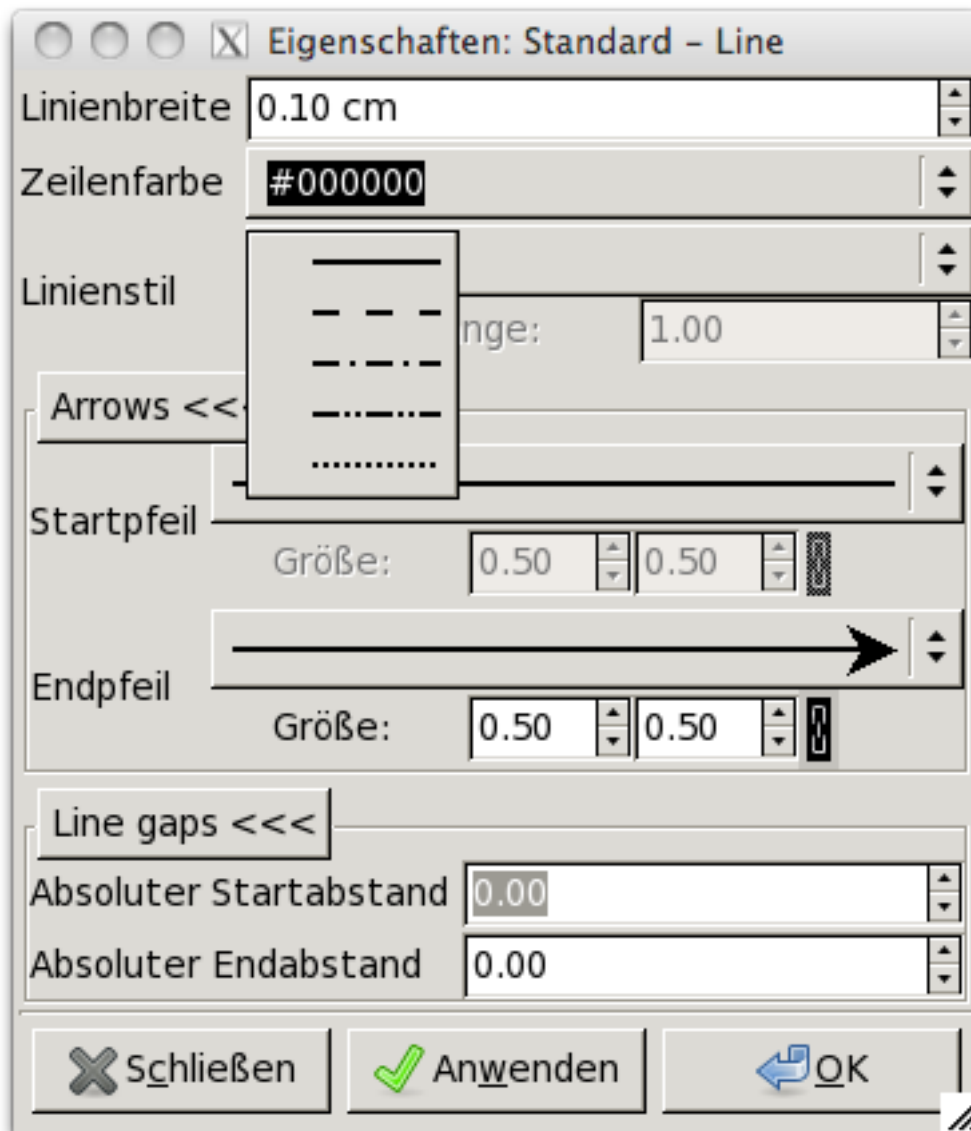 Eigenschaften: Standard – Line
Linienbreite 0.10 cm
Zeilenfarbe #000000
Linienstil
nge: 1.00
Arrows <<
Startpfeil
Größe: 0.50 0.50
Endpfeil
Größe: 0.50 0.50
Line gaps <<<
Absoluter Startabstand 0.00
Absoluter Endabstand 0.00
Schließen Anwenden OK